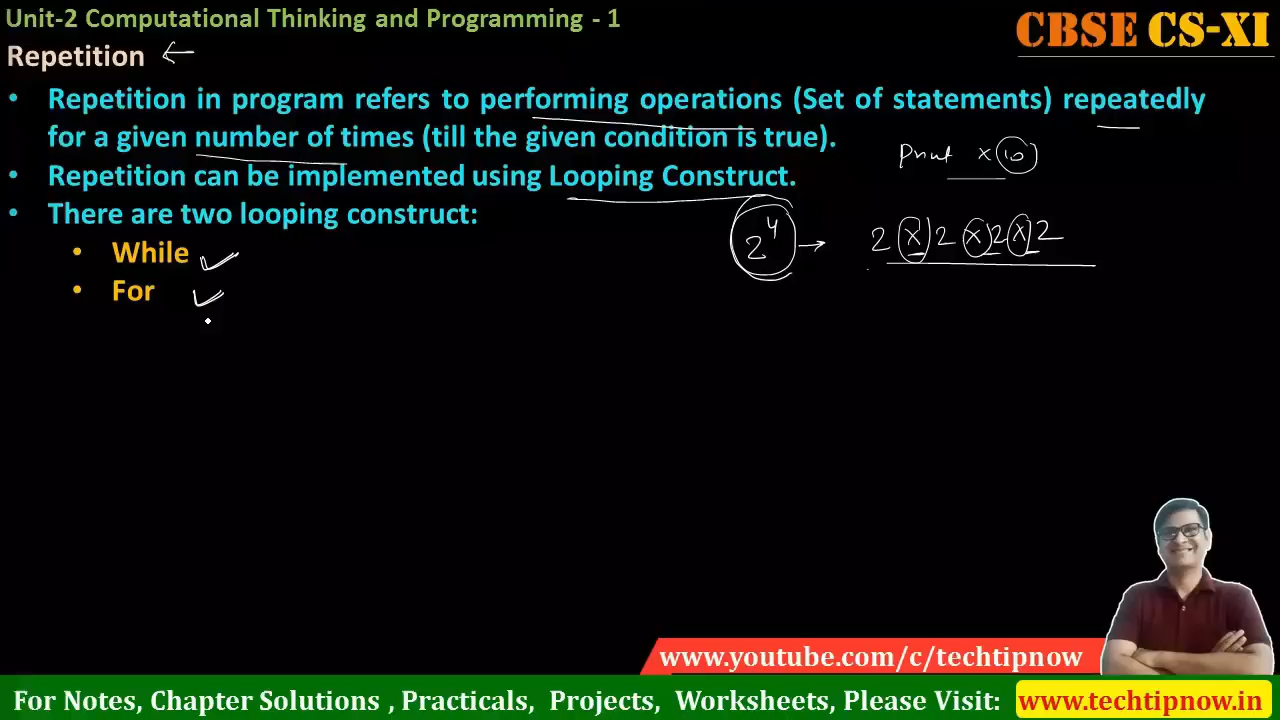 Unit-2 Computational Thinking and Programming - 1
CBSE CS-XI
Repetition ←
• Repetition in program refers to performing operations (Set of statements) repeatedly
for a given number of times (till the given condition is true).
print × 10
• Repetition can be implemented using Looping Construct.
• There are two looping construct:
2⁴ → 2 × 2 × 2 × 2
• While ✓
• For ✓
www.youtube.com/c/techtipnow
For Notes, Chapter Solutions , Practicals, Projects, Worksheets, Please Visit: www.techtipnow.in